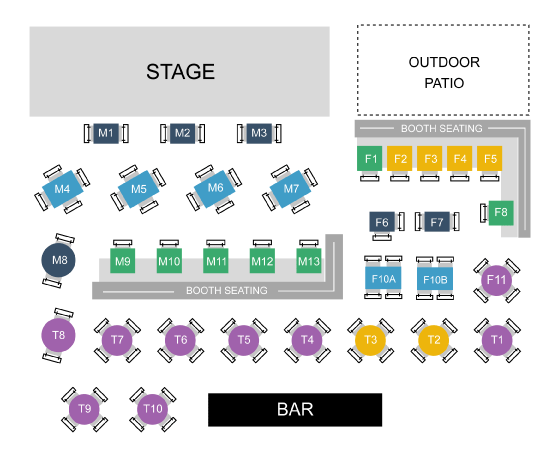 STAGE
OUTDOOR
PATIO
BOOTH SEATING
M1 M2 M3
F1 F2 F3 F4 F5
M4 M5 M6 M7
F8
F6 F7
M8 M9 M10 M11 M12 M13
F10A F10B F11
BOOTH SEATING
T8 T7 T6 T5 T4 T3 T2 T1
T9 T10
BAR